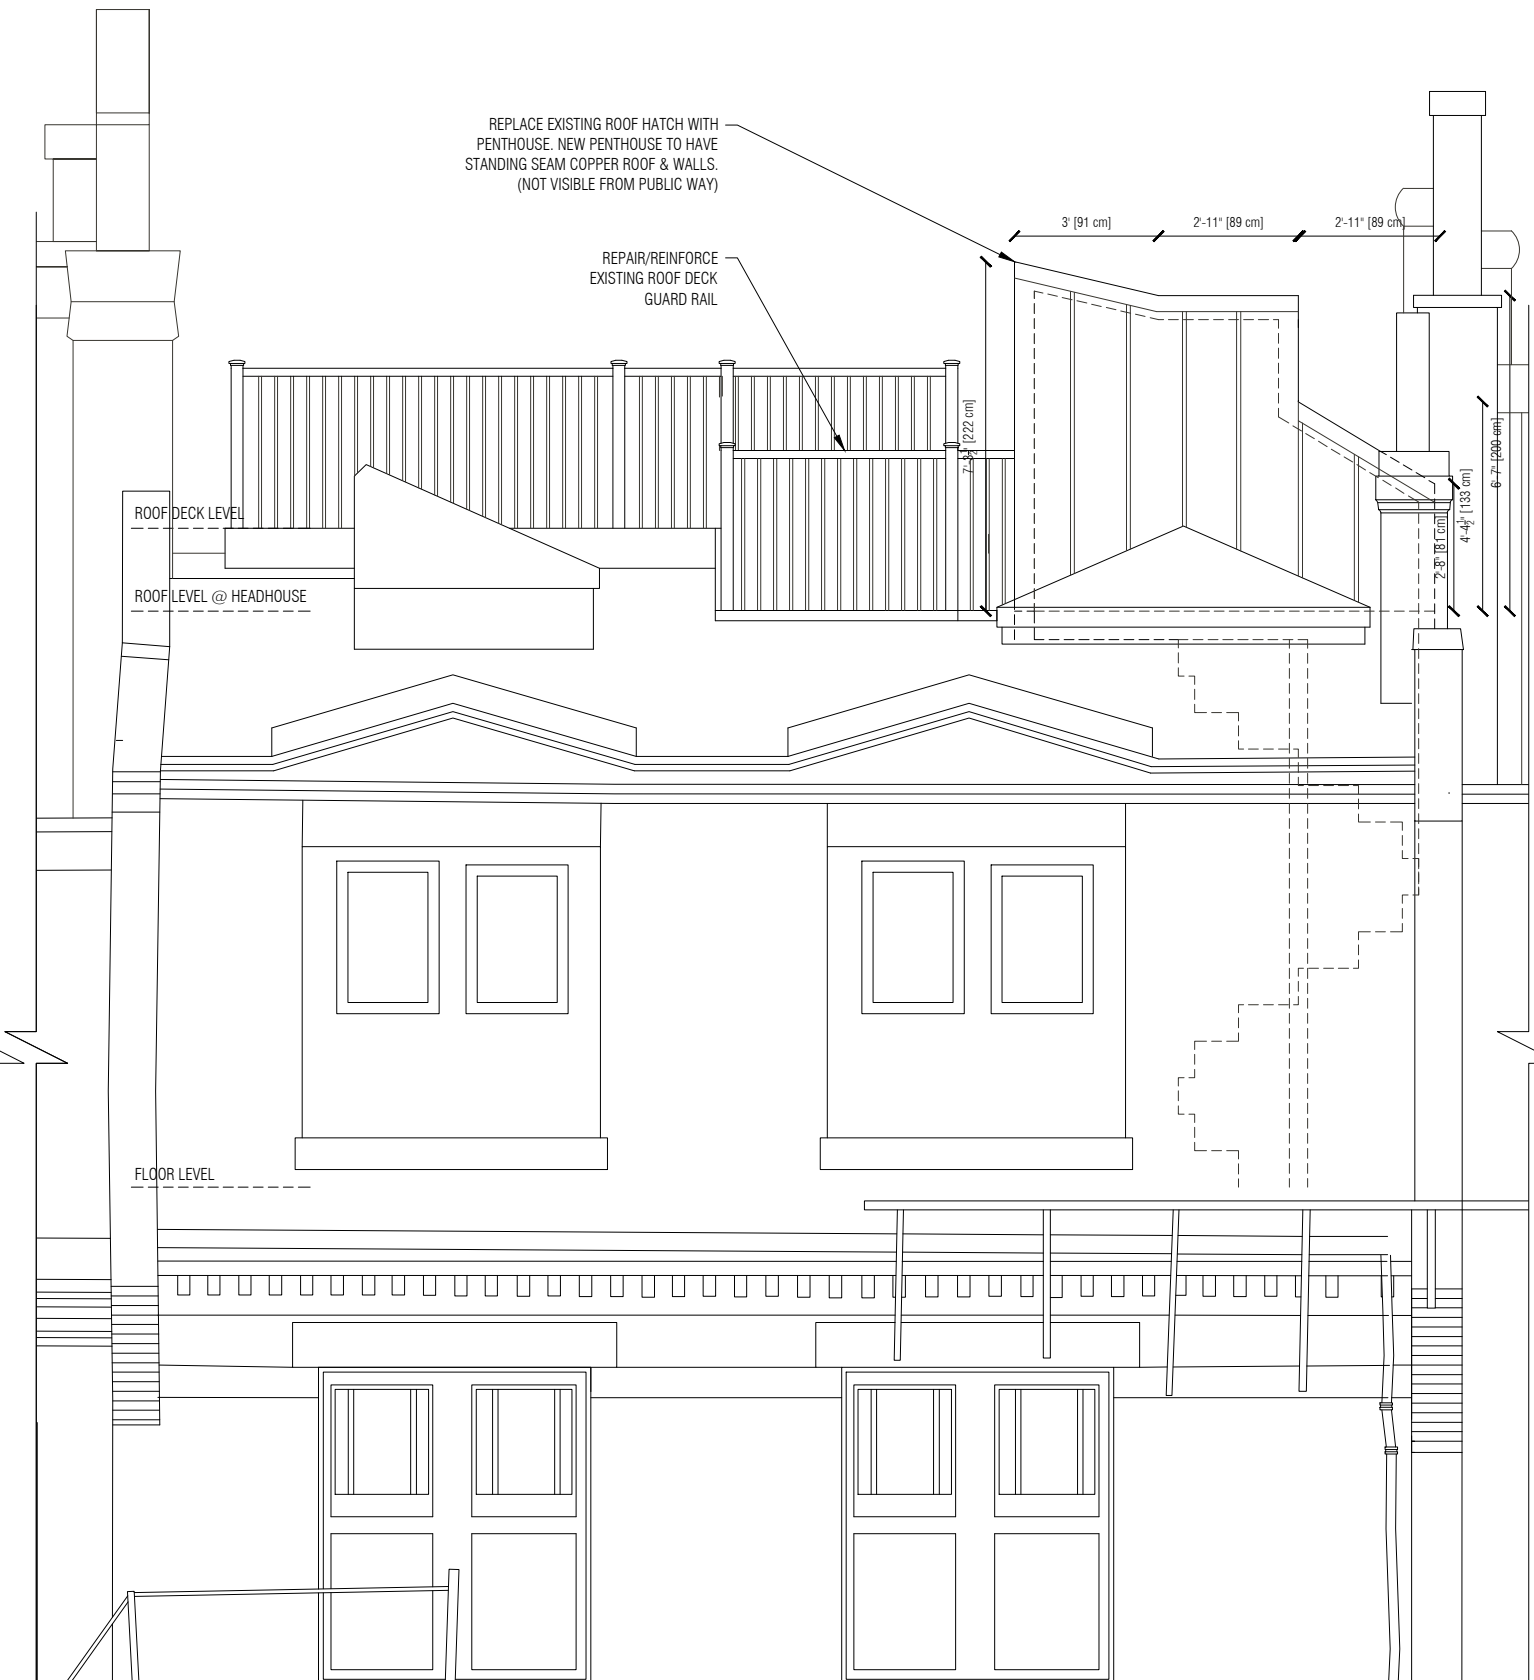 REPLACE EXISTING ROOF HATCH WITH
PENTHOUSE. NEW PENTHOUSE TO HAVE
STANDING SEAM COPPER ROOF & WALLS.
(NOT VISIBLE FROM PUBLIC WAY)
3' [91 cm]
2'-11" [89 cm]
2'-11" [89 cm]
REPAIR/REINFORCE
EXISTING ROOF DECK
GUARD RAIL
7'-3½" [222 cm]
6'-7" [200 cm]
4'-4½" [133 cm]
2'-8" [81 cm]
ROOF DECK LEVEL
ROOF LEVEL @ HEADHOUSE
FLOOR LEVEL